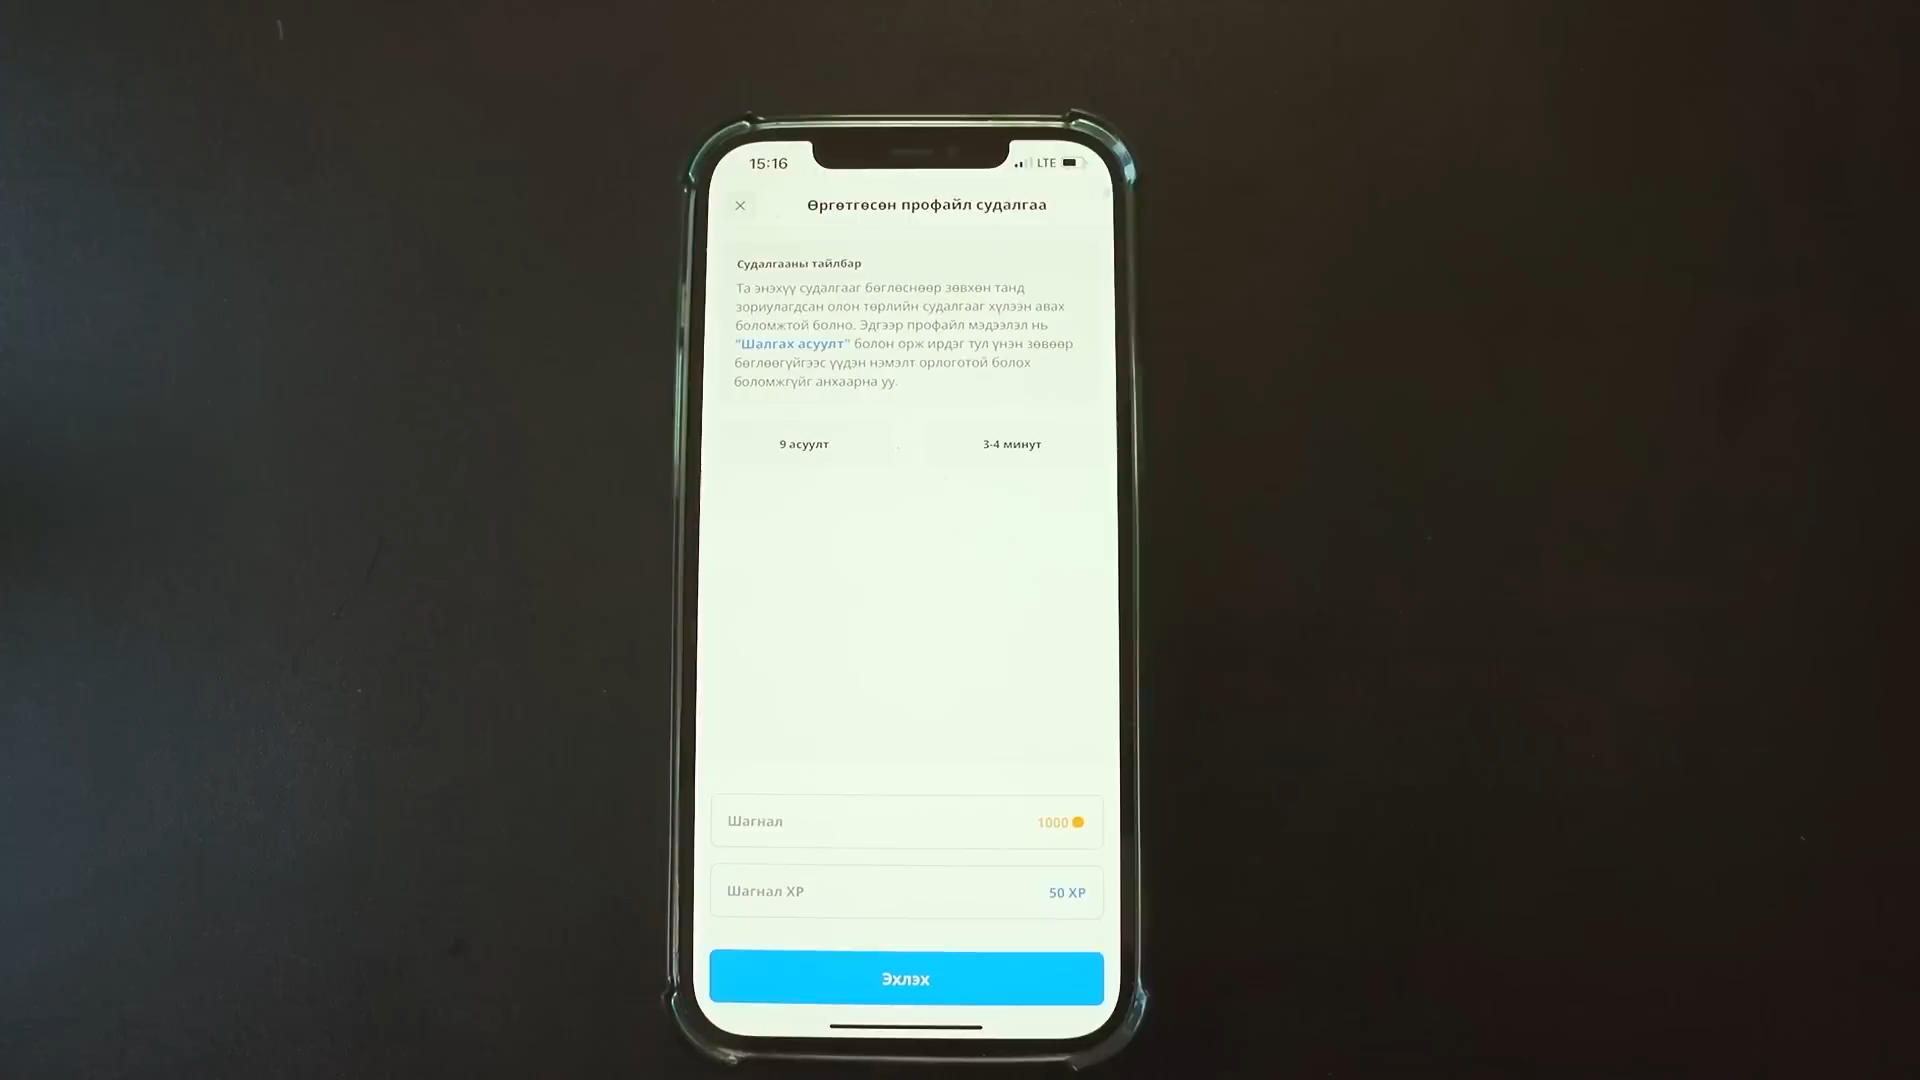 15:16
LTE
Өргөтгөсөн профайл судалгаа
Судалгааны тайлбар
Та энэхүү судалгааг бөглөснөөр зөвхөн танд
зориулагдсан олон төрлийн судалгааг хүлээн авах
боломжтой болно. Эдгээр профайл мэдээлэл нь
"Шалгах асуулт" болон орж ирдэг тул үнэн зөвөөр
бөглөөгүйгээс үүдэн нэмэлт орлоготой болох
боломжгүйг анхаарна уу.
9 асуулт
3-4 минут
Шагнал
1000
Шагнал XP
50 XP
Эхлэх